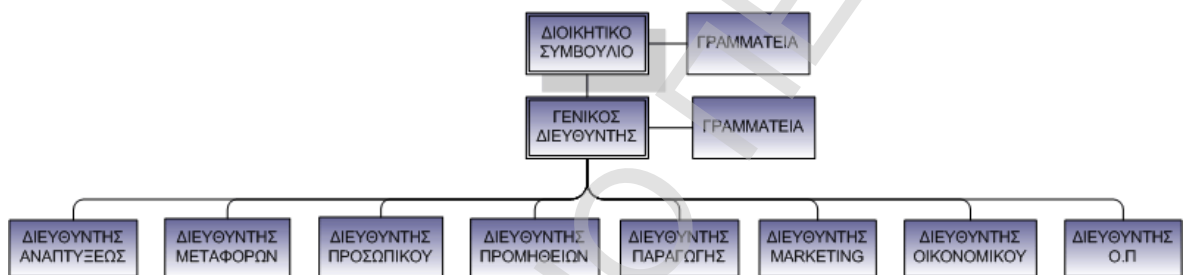 ΔΙΟΙΚΗΤΙΚΟ
ΣΥΜΒΟΥΛΙΟ
ΓΡΑΜΜΑΤΕΙΑ
ΓΕΝΙΚΟΣ
ΔΙΕΥΘΥΝΤΗΣ
ΓΡΑΜΜΑΤΕΙΑ
ΔΙΕΥΘΥΝΤΗΣ
ΑΝΑΠΤΥΞΕΩΣ
ΔΙΕΥΘΥΝΤΗΣ
ΜΕΤΑΦΟΡΩΝ
ΔΙΕΥΘΥΝΤΗΣ
ΠΡΟΣΩΠΙΚΟΥ
ΔΙΕΥΘΥΝΤΗΣ
ΠΡΟΜΗΘΕΙΩΝ
ΔΙΕΥΘΥΝΤΗΣ
ΠΑΡΑΓΩΓΗΣ
ΔΙΕΥΘΥΝΤΗΣ
MARKETING
ΔΙΕΥΘΥΝΤΗΣ
ΟΙΚΟΝΟΜΙΚΟΥ
ΔΙΕΥΘΥΝΤΗΣ
Ο.Π